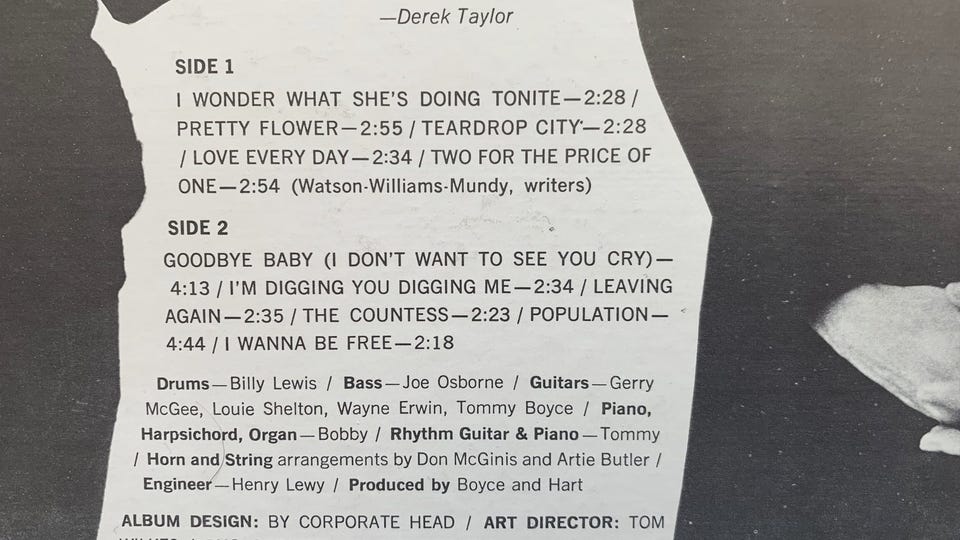 —Derek Taylor
SIDE 1
I WONDER WHAT SHE'S DOING TONITE—2:28 /
PRETTY FLOWER—2:55 / TEARDROP CITY—2:28
/ LOVE EVERY DAY—2:34 / TWO FOR THE PRICE OF
ONE—2:54 (Watson-Williams-Mundy, writers)
SIDE 2
GOODBYE BABY (I DON'T WANT TO SEE YOU CRY)—
4:13 / I'M DIGGING YOU DIGGING ME—2:34 / LEAVING
AGAIN—2:35 / THE COUNTESS—2:23 / POPULATION—
4:44 / I WANNA BE FREE—2:18
Drums—Billy Lewis / Bass—Joe Osborne / Guitars—Gerry
McGee, Louie Shelton, Wayne Erwin, Tommy Boyce / Piano,
Harpsichord, Organ—Bobby / Rhythm Guitar & Piano—Tommy
/ Horn and String arrangements by Don McGinis and Artie Butler /
Engineer—Henry Lewy / Produced by Boyce and Hart
ALBUM DESIGN: BY CORPORATE HEAD / ART DIRECTOR: TOM